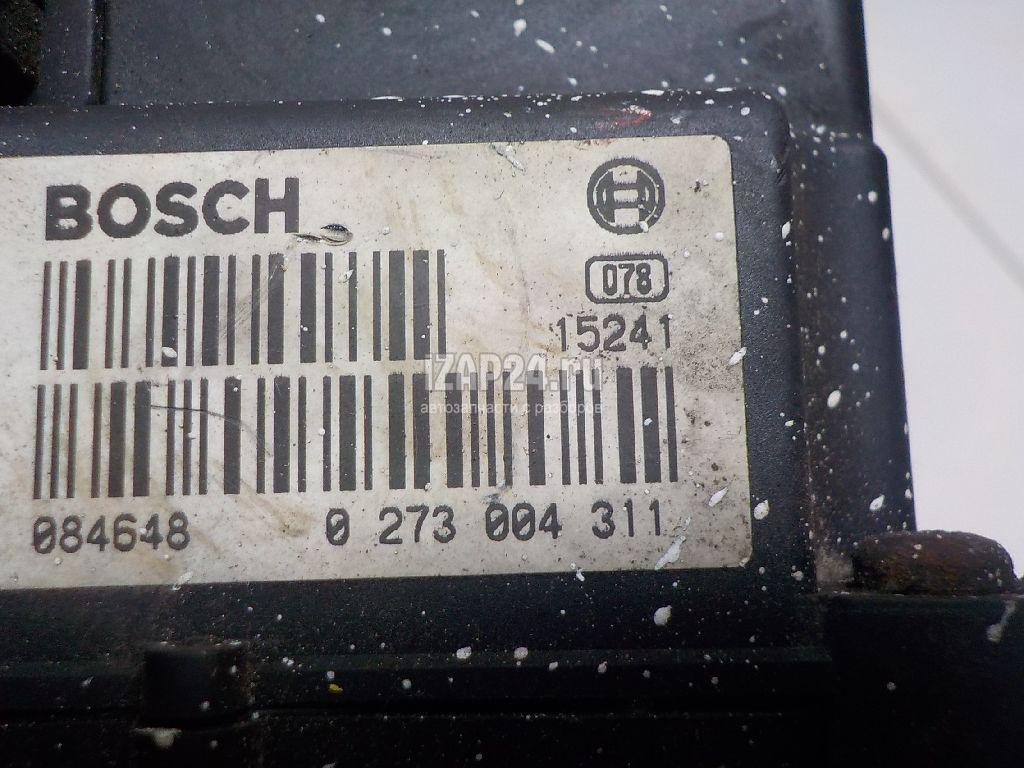 BOSCH
078
15241
IZAP24.ru
автозапчасти с разборов
084648 0 273 004 311